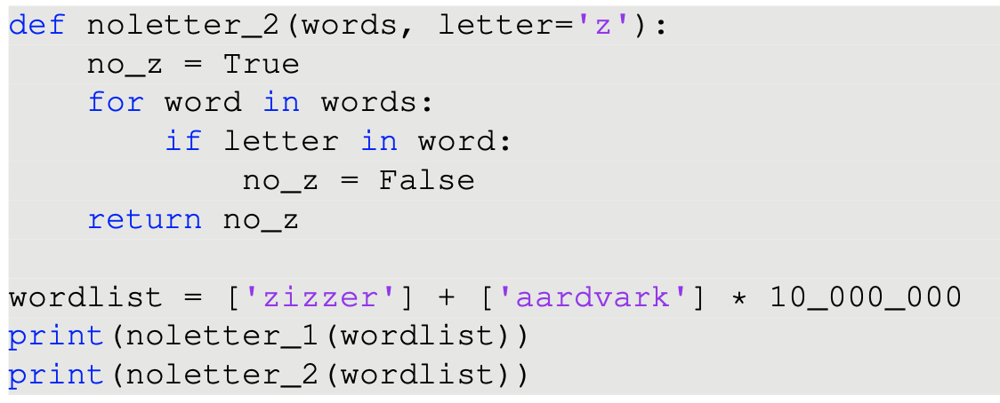 def noletter_2(words, letter='z'):
    no_z = True
    for word in words:
        if letter in word:
            no_z = False
    return no_z

wordlist = ['zizzer'] + ['aardvark'] * 10_000_000
print(noletter_1(wordlist))
print(noletter_2(wordlist))